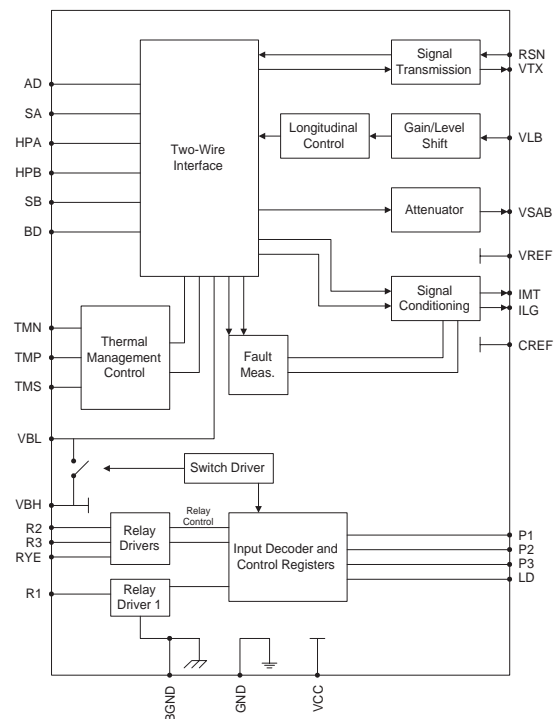 AD
SA
HPA
HPB
SB
BD
TMN
TMP
TMS
VBL
VBH
R2
R3
RYE
R1
Two-Wire
Interface
Signal
Transmission
Longitudinal
Control
Gain/Level
Shift
Attenuator
Signal
Conditioning
Thermal
Management
Control
Fault
Meas.
Switch Driver
Relay
Control
Relay
Drivers
Input Decoder and
Control Registers
Relay
Driver 1
RSN
VTX
VLB
VSAB
VREF
IMT
ILG
CREF
P1
P2
P3
LD
BGND
GND
VCC